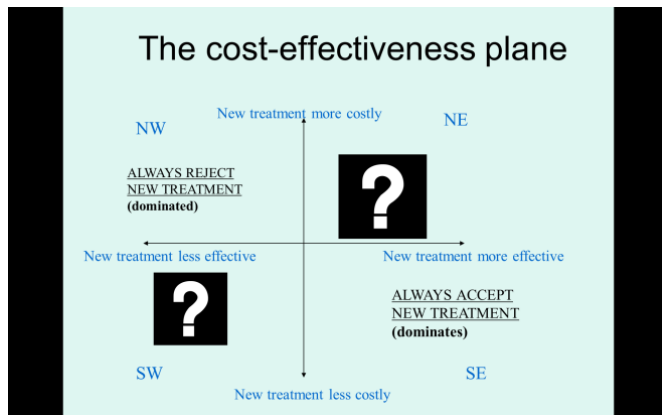 The cost-effectiveness plane
New treatment more costly
NW
NE
ALWAYS REJECT
NEW TREATMENT
(dominated)
?
New treatment less effective
New treatment more effective
?
ALWAYS ACCEPT
NEW TREATMENT
(dominates)
SW
SE
New treatment less costly